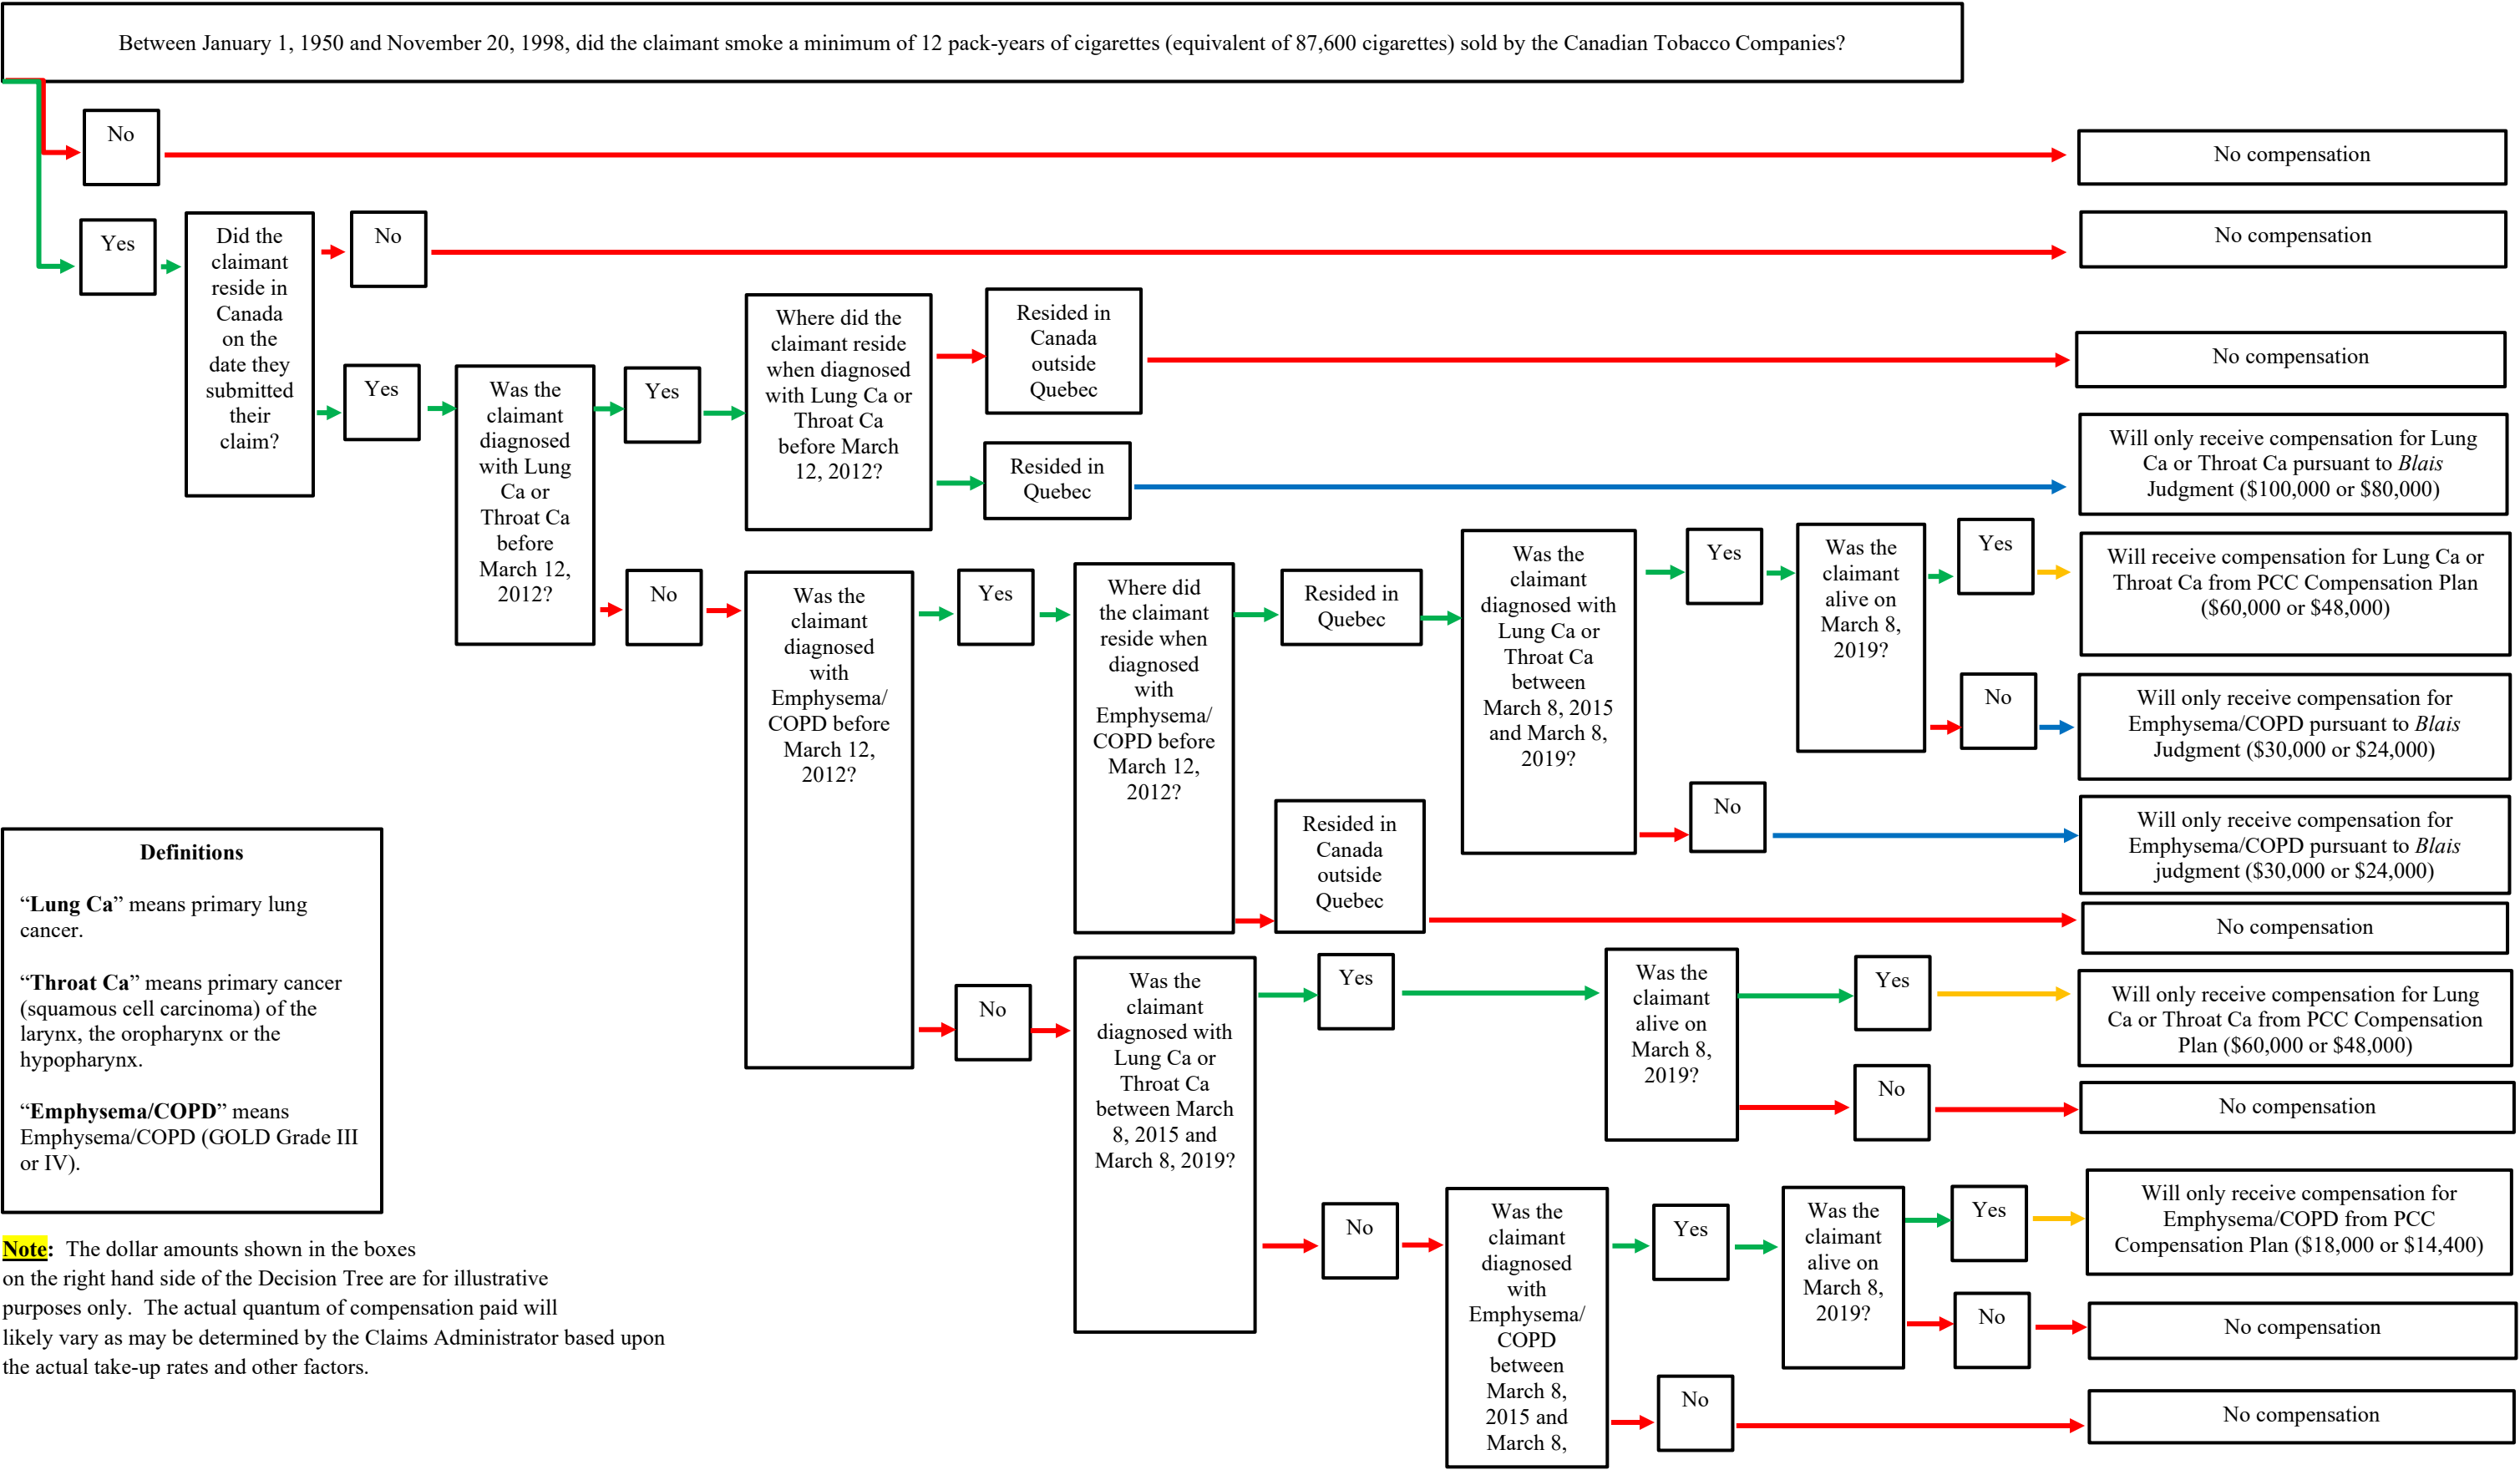 Between January 1, 1950 and November 20, 1998, did the claimant smoke a minimum of 12 pack-years of cigarettes (equivalent of 87,600 cigarettes) sold by the Canadian Tobacco Companies?
No
No compensation
Yes
Did the
claimant
reside in
Canada
on the
date they
submitted
their
claim?
No
No compensation
Yes
Was the
claimant
diagnosed
with Lung
Ca or
Throat Ca
before
March 12,
2012?
Yes
Where did the
claimant reside
when diagnosed
with Lung Ca or
Throat Ca
before March
12, 2012?
Resided in
Canada
outside
Quebec
No compensation
Resided in
Quebec
Will only receive compensation for Lung
Ca or Throat Ca pursuant to Blais
Judgment ($100,000 or $80,000)
No
Was the
claimant
diagnosed
with
Emphysema/
COPD before
March 12,
2012?
Yes
Where did
the claimant
reside when
diagnosed
with
Emphysema/
COPD before
March 12,
2012?
Resided in
Quebec
Was the
claimant
diagnosed with
Lung Ca or
Throat Ca
between
March 8, 2015
and March 8,
2019?
Yes
Was the
claimant
alive on
March 8,
2019?
Yes
Will receive compensation for Lung Ca or
Throat Ca from PCC Compensation Plan
($60,000 or $48,000)
No
Will only receive compensation for
Emphysema/COPD pursuant to Blais
Judgment ($30,000 or $24,000)
No
Will only receive compensation for
Emphysema/COPD pursuant to Blais
judgment ($30,000 or $24,000)
Resided in
Canada
outside
Quebec
No compensation
No
Was the
claimant
diagnosed with
Lung Ca or
Throat Ca
between March
8, 2015 and
March 8, 2019?
Yes
Was the
claimant
alive on
March 8,
2019?
Yes
Will only receive compensation for Lung
Ca or Throat Ca from PCC Compensation
Plan ($60,000 or $48,000)
No
No compensation
No
Was the
claimant
diagnosed
with
Emphysema/
COPD
between
March 8,
2015 and
March 8,
Yes
Was the
claimant
alive on
March 8,
2019?
Yes
Will only receive compensation for
Emphysema/COPD from PCC
Compensation Plan ($18,000 or $14,400)
No
No compensation
No
No compensation
Definitions
“Lung Ca” means primary lung
cancer.
“Throat Ca” means primary cancer
(squamous cell carcinoma) of the
larynx, the oropharynx or the
hypopharynx.
“Emphysema/COPD” means
Emphysema/COPD (GOLD Grade III
or IV).
Note: The dollar amounts shown in the boxes
on the right hand side of the Decision Tree are for illustrative
purposes only. The actual quantum of compensation paid will
likely vary as may be determined by the Claims Administrator based upon
the actual take-up rates and other factors.